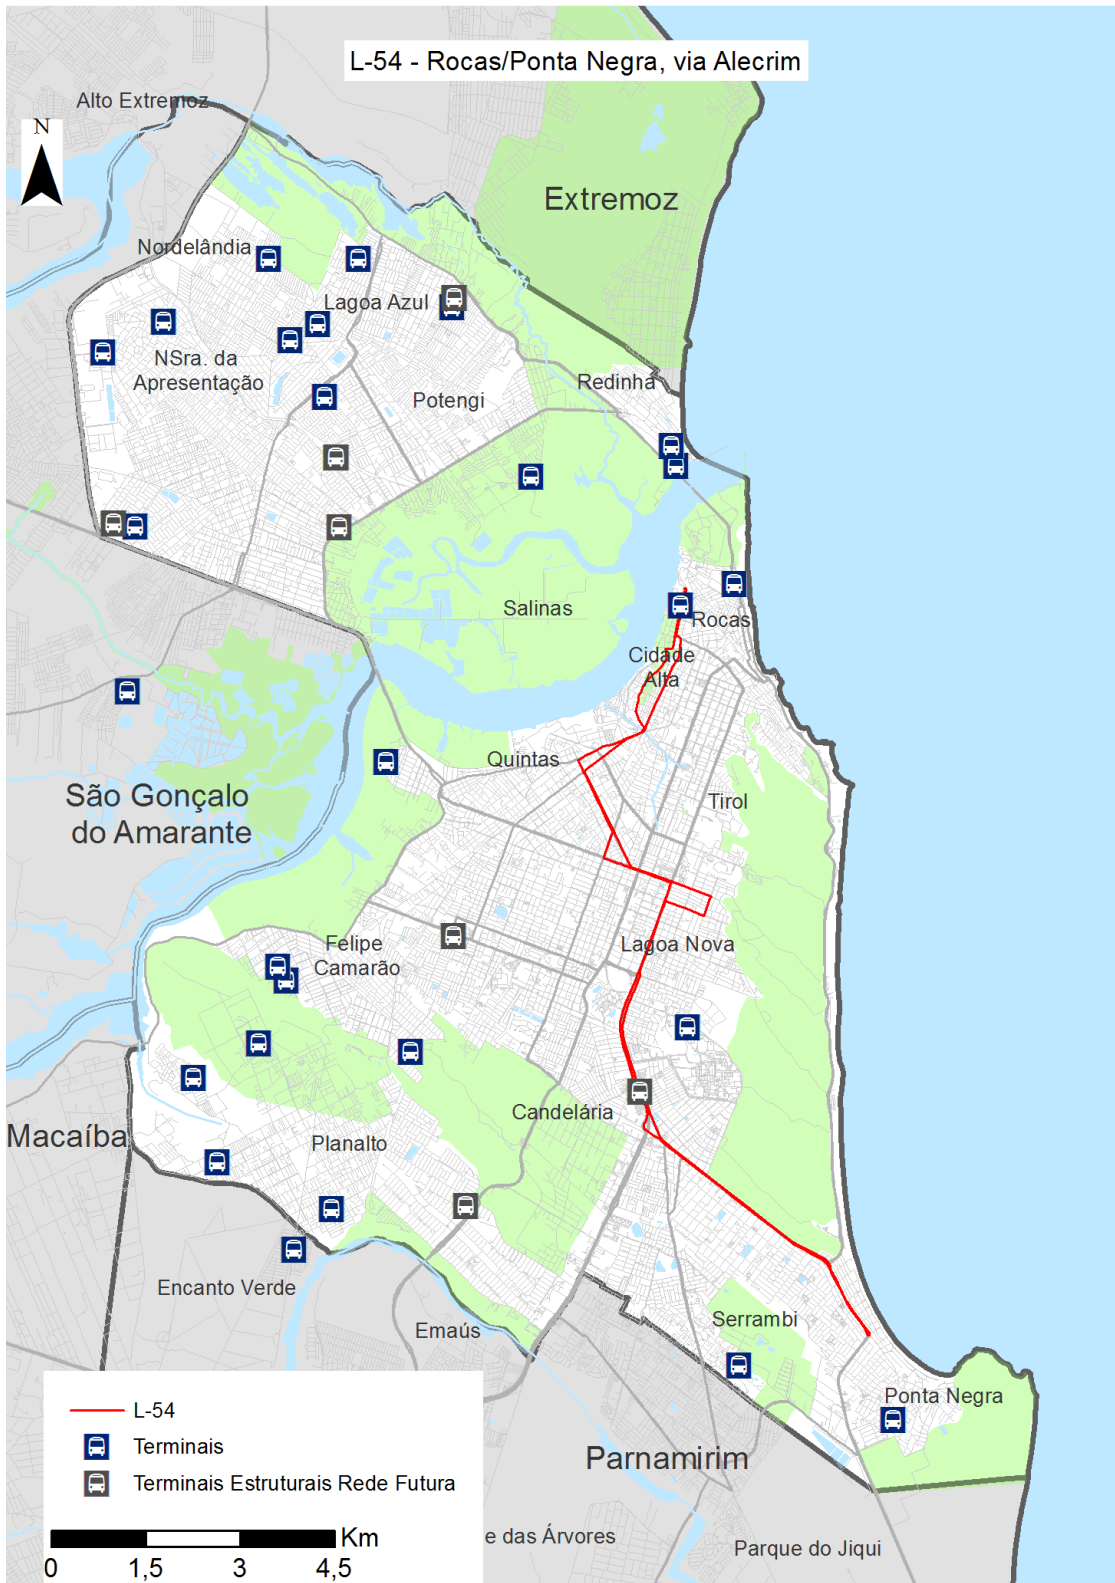 L-54 - Rocas/Ponta Negra, via Alecrim
Alto Extremoz
N
Extremoz
Nordelândia
Lagoa Azul
NSra. da
Apresentação
Redinha
Potengi
Salinas
Rocas
Cidade
Alta
Quintas
São Gonçalo
do Amarante
Tirol
Felipe
Camarão
Lagoa Nova
Candelária
Macaíba
Planalto
Encanto Verde
Emaús
Serrambi
Ponta Negra
Parnamirim
L-54
Terminais
Terminais Estruturais Rede Futura
e das Árvores
Parque do Jiqui
Km
0 1,5 3 4,5